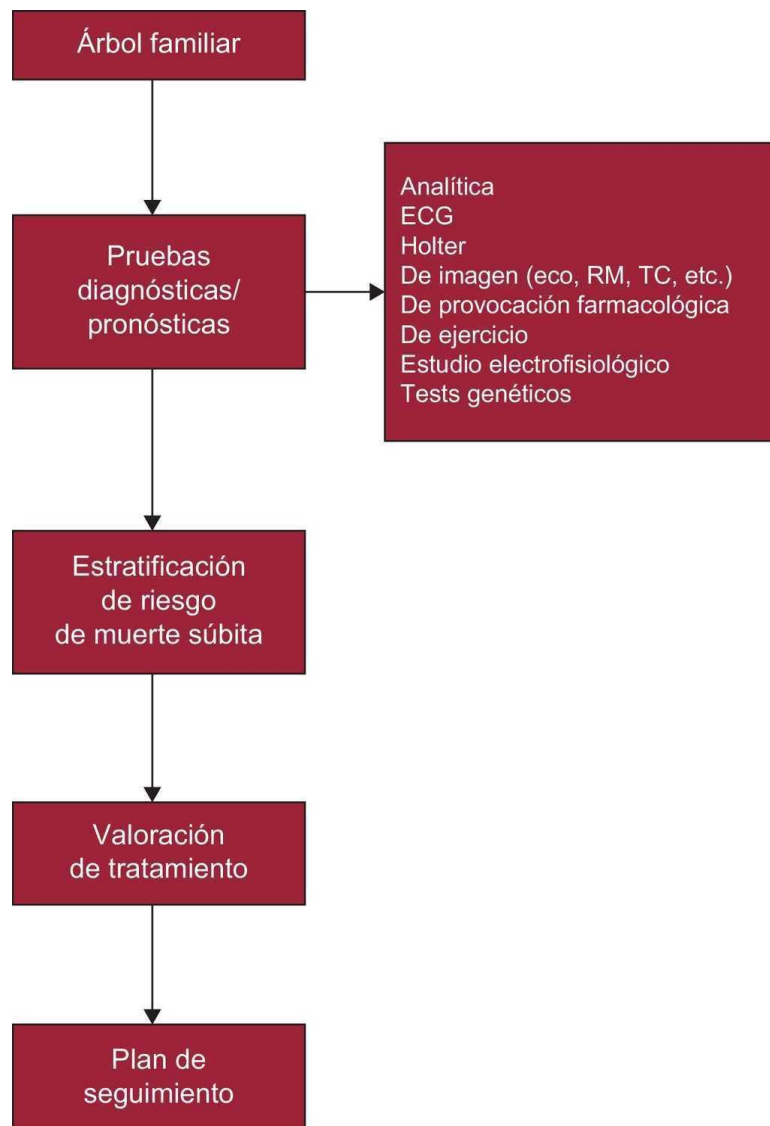 Árbol familiar
Pruebas
diagnósticas/
pronósticas
Analítica
ECG
Holter
De imagen (eco, RM, TC, etc.)
De provocación farmacológica
De ejercicio
Estudio electrofisiológico
Tests genéticos
Estratificación
de riesgo
de muerte súbita
Valoración
de tratamiento
Plan de
seguimiento